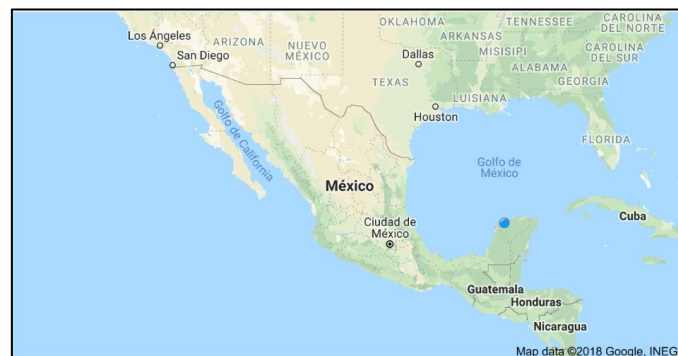 OKLAHOMA
TENNESSEE
CAROLINA
DEL NORTE
Los Ángeles
ARIZONA
NUEVO
MÉXICO
ARKANSAS
San Diego
Dallas
MISISIPI
CAROLINA
DEL SUR
ALABAMA
TEXAS
GEORGIA
LUISIANA
Houston
Golfo de
California
FLORIDA
Golfo de
México
México
Cuba
Ciudad de
México
Guatemala
Honduras
Nicaragua
Map data ©2018 Google, INEG